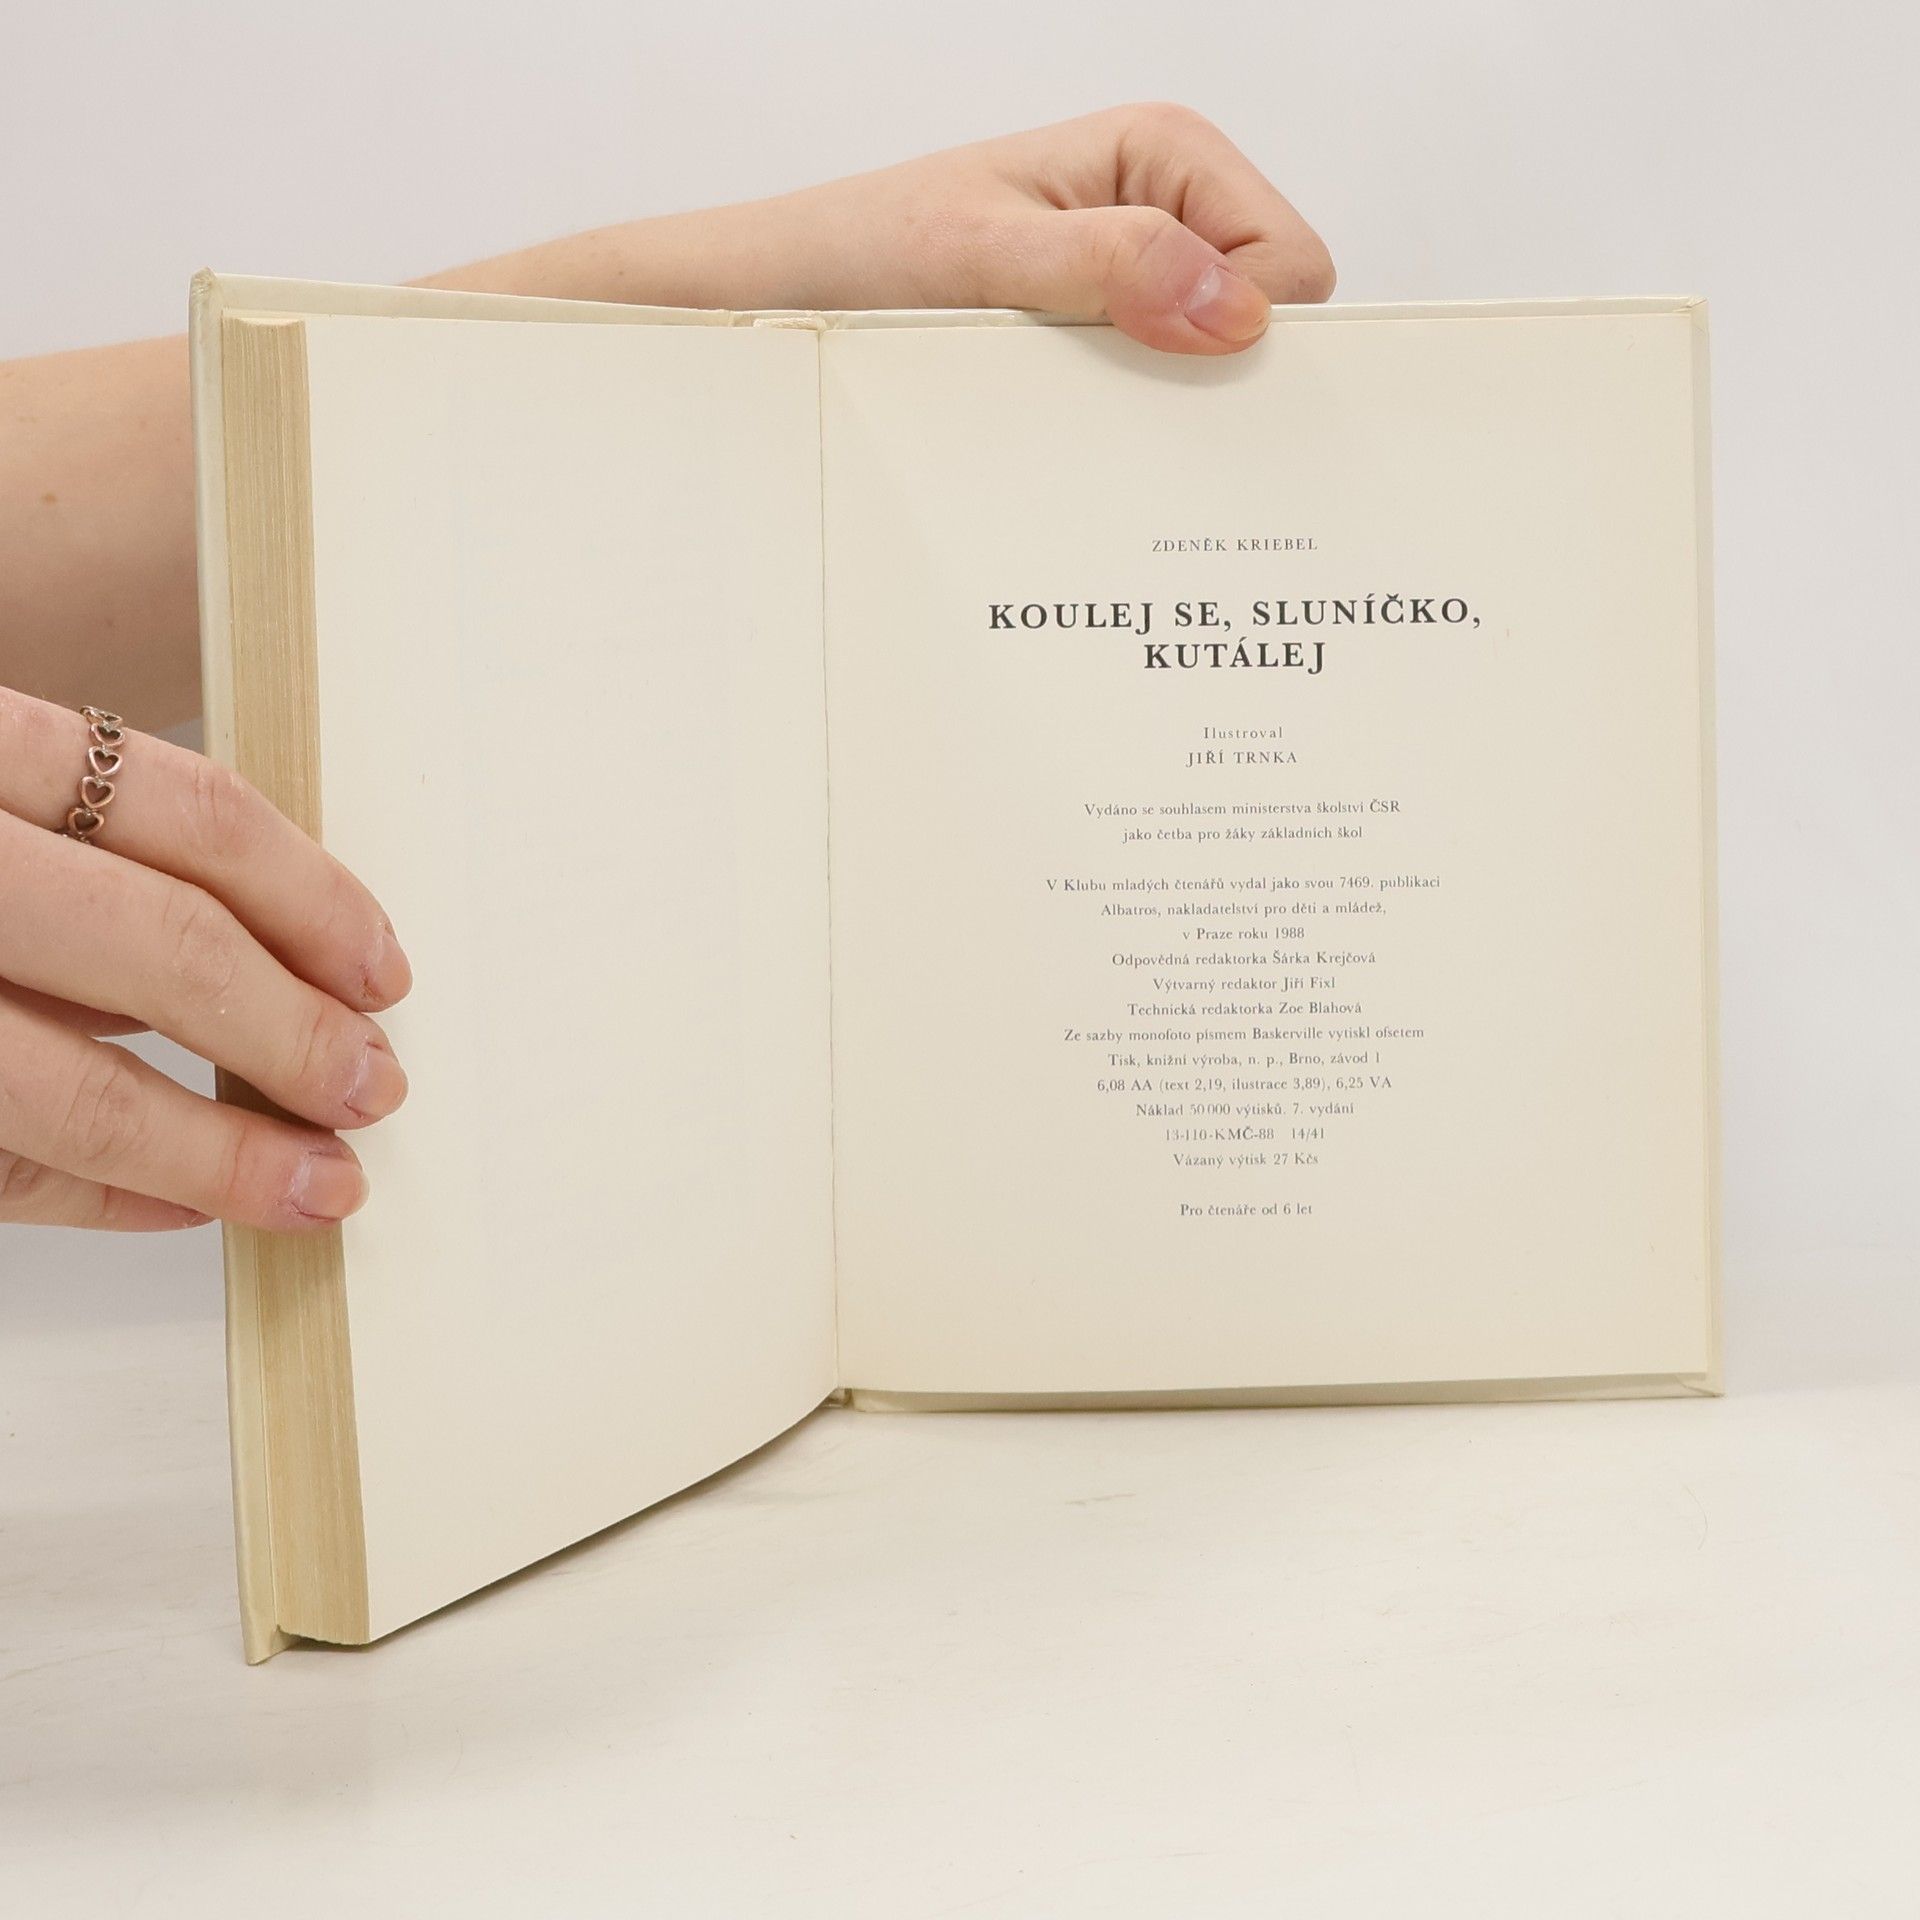 ZDENĚK KRIEBEL
KOULEJ SE, SLUNÍČKO,
KUTÁLEJ
Ilustroval
JIŘÍ TRNKA
Vydáno se souhlasem ministerstva školství ČSR
jako četba pro žáky základních škol
V Klubu mladých čtenářů vydal jako svou 7469. publikaci
Albatros, nakladatelství pro děti a mládež,
v Praze roku 1988
Odpovědná redaktorka Šárka Krejčová
Výtvarný redaktor Jiří Fixl
Technická redaktorka Zoe Blahová
Ze sazby monofoto písmem Baskerville vytiskl ofsetem
Tisk, knižní výroba, n. p., Brno, závod 1
6,08 AA (text 2,19, ilustrace 3,89), 6,25 VA
Náklad 50 000 výtisků. 7. vydání
13-110-KMČ-88 14/41
Vázaný výtisk 27 Kčs
Pro čtenáře od 6 let